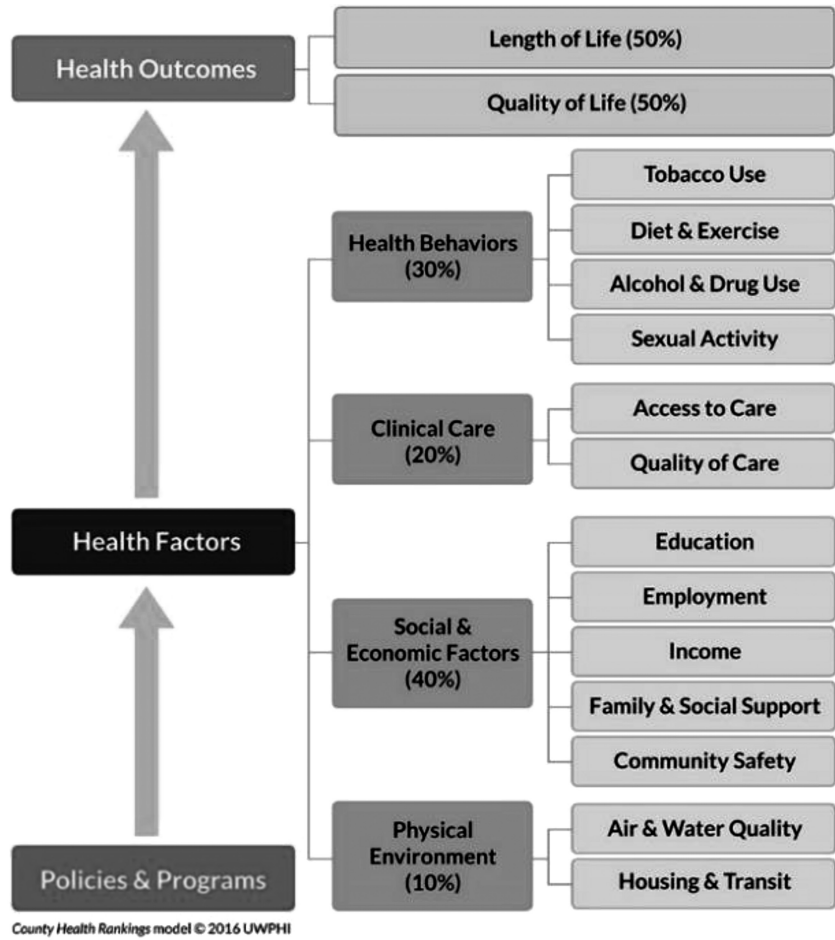 Health Outcomes
Length of Life (50%)
Quality of Life (50%)
Health Behaviors
(30%)
Tobacco Use
Diet & Exercise
Alcohol & Drug Use
Sexual Activity
Clinical Care
(20%)
Access to Care
Quality of Care
Health Factors
Social &
Economic Factors
(40%)
Education
Employment
Income
Family & Social Support
Community Safety
Physical
Environment
(10%)
Air & Water Quality
Housing & Transit
Policies & Programs
County Health Rankings model © 2016 UWPHI